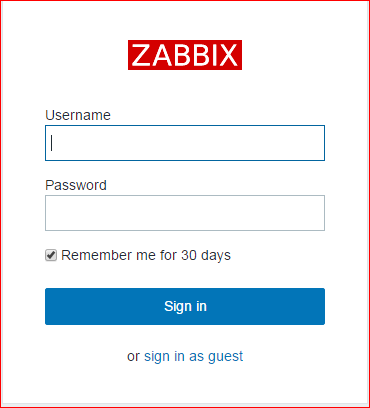 ZABBIX
Username
Password
Remember me for 30 days
Sign in
or sign in as guest